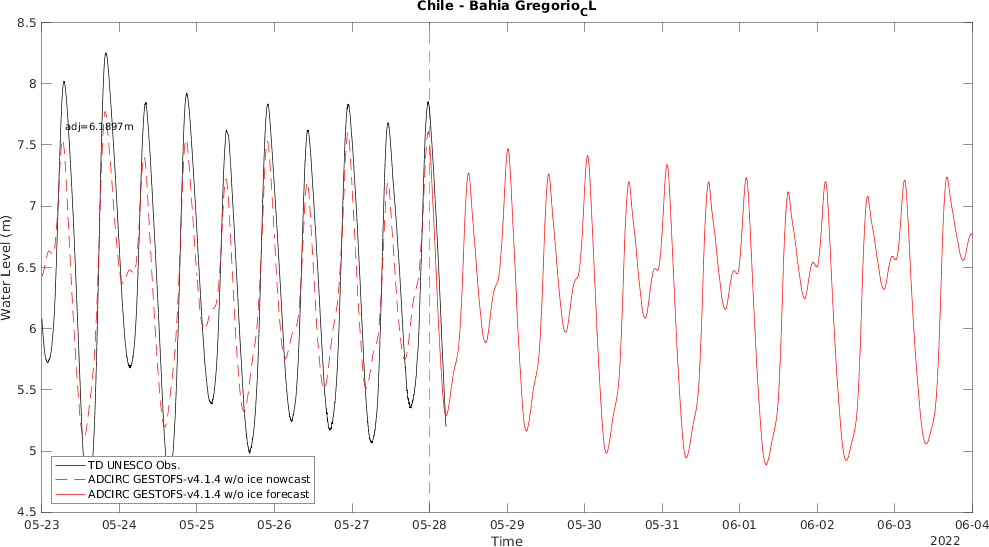 Chile - Bahia Gregorio_CL
8.5
8
7.5
7
6.5
6
5.5
5
4.5
Water Level (m)
adj=6.1897m
TD UNESCO Obs.
ADCIRC GESTOFS-v4.1.4 w/o ice nowcast
ADCIRC GESTOFS-v4.1.4 w/o ice forecast
05-23 05-24 05-25 05-26 05-27 05-28 05-29 05-30 05-31 06-01 06-02 06-03 06-04
Time
2022